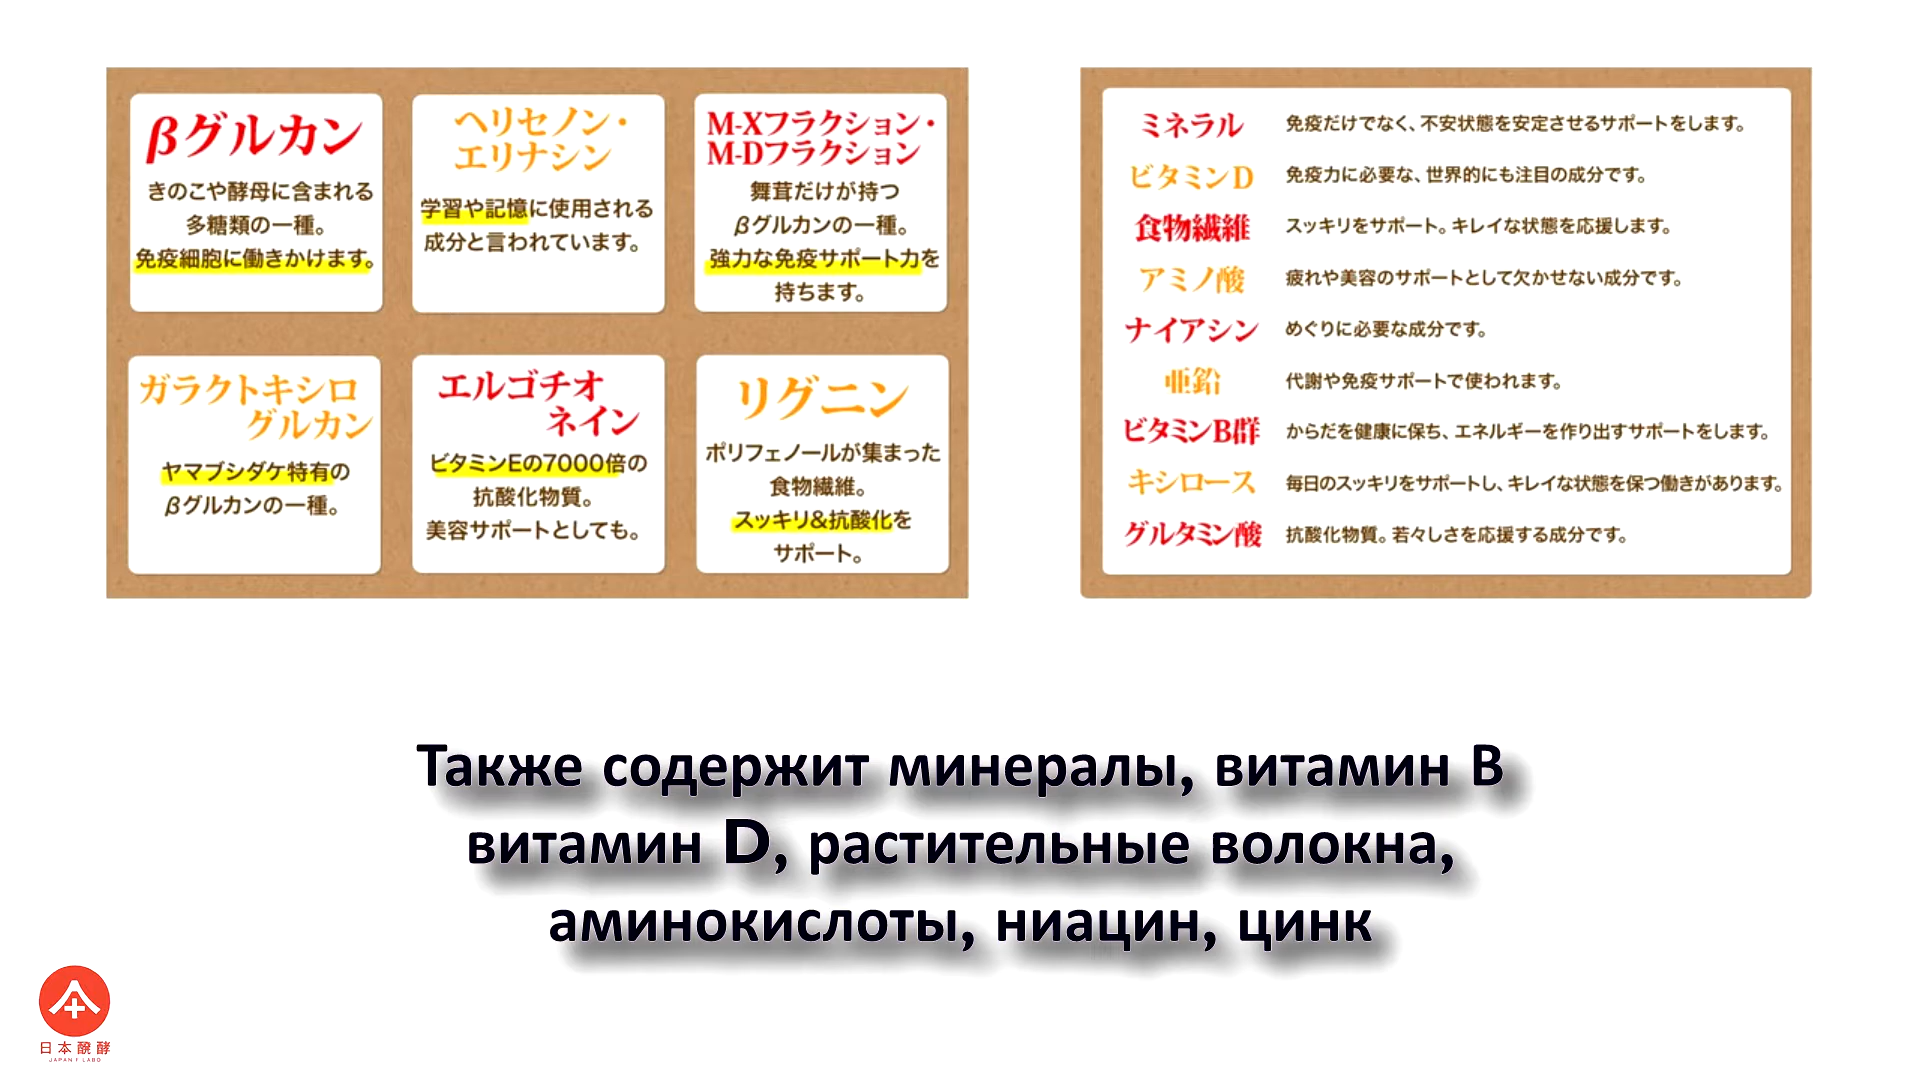 βグルカン
きのこや酵母に含まれる
多糖類の一種。
免疫細胞に働きかけます。
ヘリセノン・
エリナシン
学習や記憶に使用される
成分と言われています。
M-Xフラクション・
M-Dフラクション
舞茸だけが持つ
βグルカンの一種。
強力な免疫サポート力を
持ちます。
ガラクトキシロ
グルカン
ヤマブシダケ特有の
βグルカンの一種。
エルゴチオ
ネイン
ビタミンEの7000倍の
抗酸化物質。
美容サポートとしても。
リグニン
ポリフェノールが集まった
食物繊維。
スッキリ&抗酸化を
サポート。
ミネラル 免疫だけでなく、不安状態を安定させるサポートをします。
ビタミンD 免疫力に必要な、世界的にも注目の成分です。
食物繊維 スッキリをサポート。キレイな状態を応援します。
アミノ酸 疲れや美容のサポートとして欠かせない成分です。
ナイアシン めぐりに必要な成分です。
亜鉛 代謝や免疫サポートで使われます。
ビタミンB群 からだを健康に保ち、エネルギーを作り出すサポートをします。
キシロース 毎日のスッキリをサポートし、キレイな状態を保つ働きがあります。
グルタミン酸 抗酸化物質。若々しさを応援する成分です。
Также содержит минералы, витамин B
витамин D, растительные волокна,
аминокислоты, ниацин, цинк
日本醗酵
JAPAN F LABO